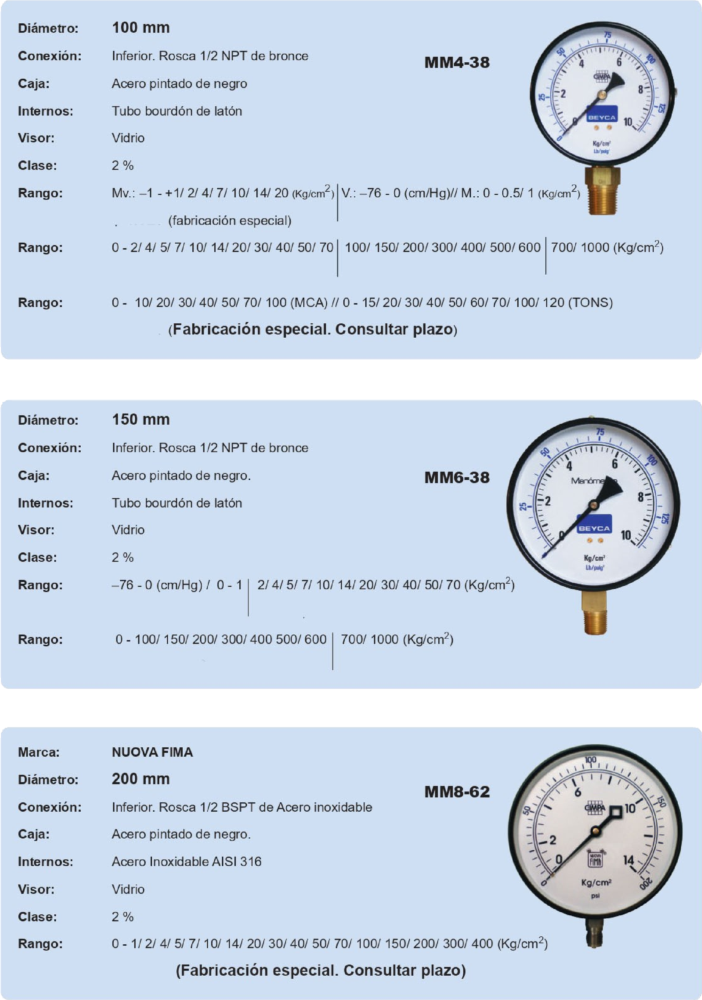 Diámetro: 100 mm
Conexión: Inferior. Rosca 1/2 NPT de bronce
MM4-38
Caja: Acero pintado de negro
Internos: Tubo bourdón de latón
Visor: Vidrio
Clase: 2 %
Rango: Mv.: –1 - +1/ 2/ 4/ 7/ 10/ 14/ 20 (Kg/cm²) V.: –76 - 0 (cm/Hg)// M.: 0 - 0.5/ 1 (Kg/cm²)
(fabricación especial)
Rango: 0 - 2/ 4/ 5/ 7/ 10/ 14/ 20/ 30/ 40/ 50/ 70 100/ 150/ 200/ 300/ 400/ 500/ 600 700/ 1000 (Kg/cm²)
Rango: 0 - 10/ 20/ 30/ 40/ 50/ 70/ 100 (MCA) // 0 - 15/ 20/ 30/ 40/ 50/ 60/ 70/ 100/ 120 (TONS)
(Fabricación especial. Consultar plazo)
0 25 50 75 100 125
0 2 4 6 8 10
CIMPA
BEYCA
Kg/cm²
Lb/pulg²
Diámetro: 150 mm
Conexión: Inferior. Rosca 1/2 NPT de bronce
Caja: Acero pintado de negro.
MM6-38
Internos: Tubo bourdón de latón
Visor: Vidrio
Clase: 2 %
Rango: –76 - 0 (cm/Hg) / 0 - 1 2/ 4/ 5/ 7/ 10/ 14/ 20/ 30/ 40/ 50/ 70 (Kg/cm²)
Rango: 0 - 100/ 150/ 200/ 300/ 400 500/ 600 700/ 1000 (Kg/cm²)
25 50 75 100 125
0 2 4 6 8 10
BEYCA
Kg/cm²
Lb/pulg²
Marca: NUOVA FIMA
Diámetro: 200 mm
MM8-62
Conexión: Inferior. Rosca 1/2 BSPT de Acero inoxidable
Caja: Acero pintado de negro.
Internos: Acero Inoxidable AISI 316
Visor: Vidrio
Clase: 2 %
Rango: 0 - 1/ 2/ 4/ 5/ 7/ 10/ 14/ 20/ 30/ 40/ 50/ 70/ 100/ 150/ 200/ 300/ 400 (Kg/cm²)
(Fabricación especial. Consultar plazo)
0 50 100 150 200
0 2 6 10 14
CIMPA
NUOVA
FIMA
Kg/cm²
psi